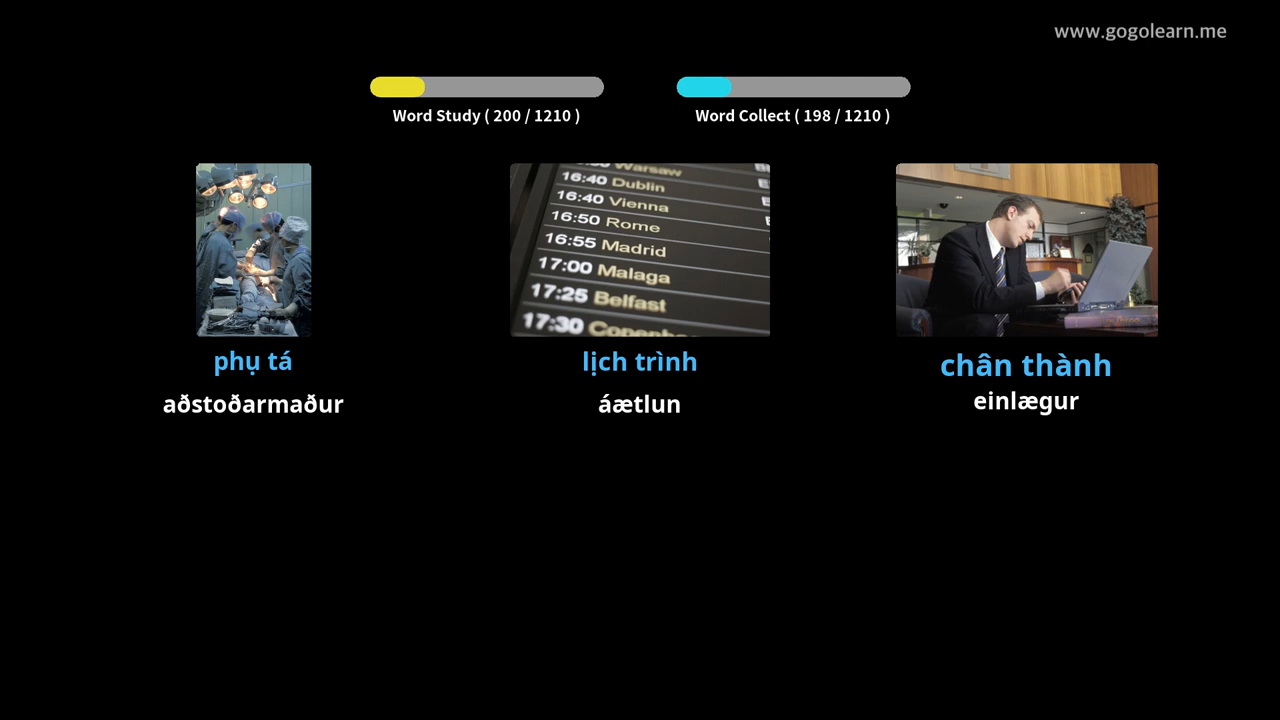 www.gogolearn.me
Word Study ( 200 / 1210 )
Word Collect ( 198 / 1210 )
Warsaw
16:40 Dublin
16:40 Vienna
16:50 Rome
16:55 Madrid
17:00 Malaga
17:25 Belfast
17:30
phụ tá
lịch trình
chân thành
aðstoðarmaður
áætlun
einlægur